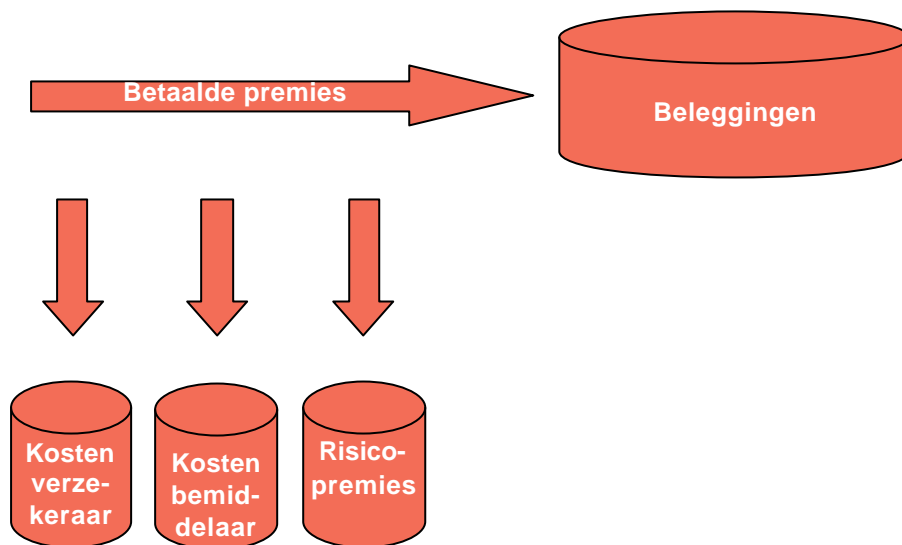 Betaalde premies
Beleggingen
Kosten
verze-
keraar
Kosten
bemid-
delaar
Risico-
premies